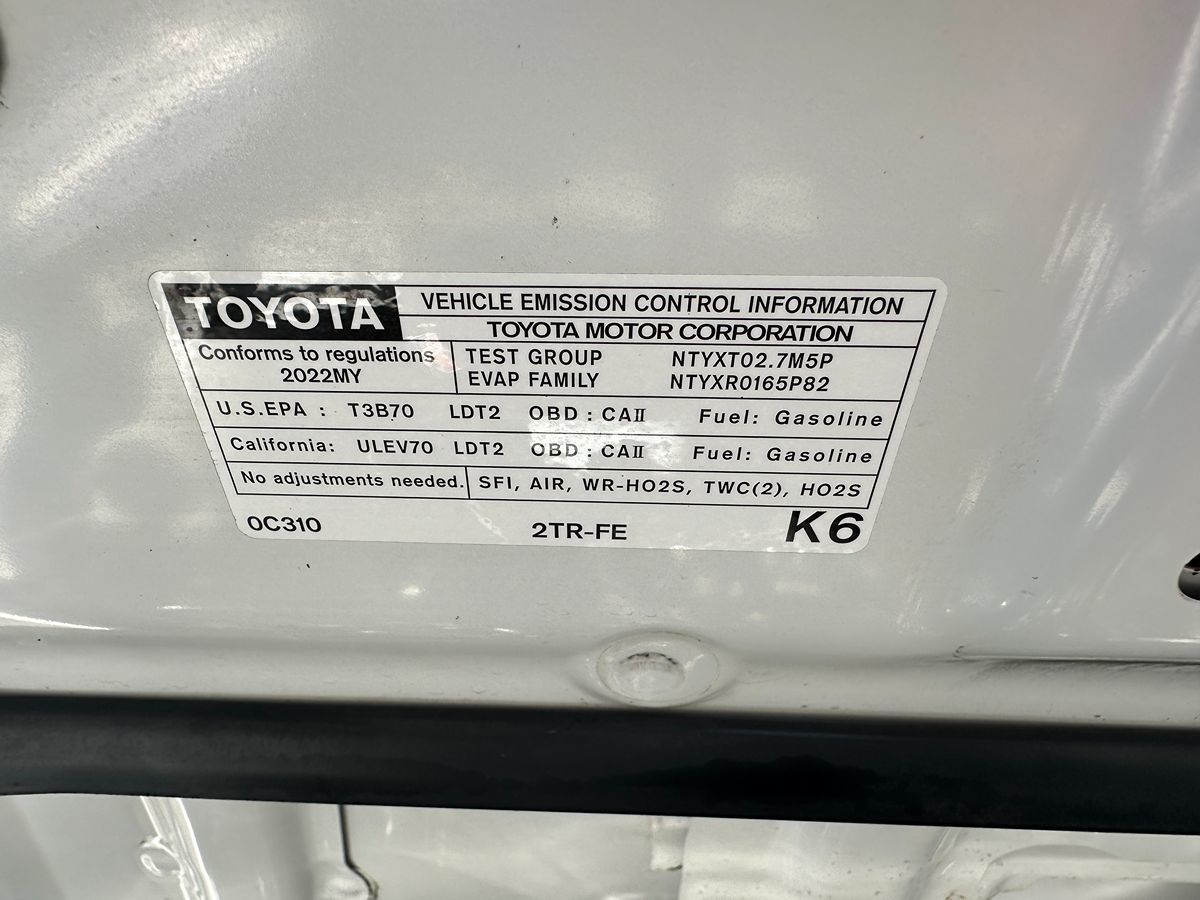 TOYOTA VEHICLE EMISSION CONTROL INFORMATION
TOYOTA MOTOR CORPORATION
Conforms to regulations
2022MY
TEST GROUP NTYXT02.7M5P
EVAP FAMILY NTYXR0165P82
U.S.EPA : T3B70 LDT2 OBD : CAⅡ Fuel: Gasoline
California: ULEV70 LDT2 OBD : CAⅡ Fuel: Gasoline
No adjustments needed. SFI, AIR, WR-HO2S, TWC(2), HO2S
0C310 2TR-FE K6